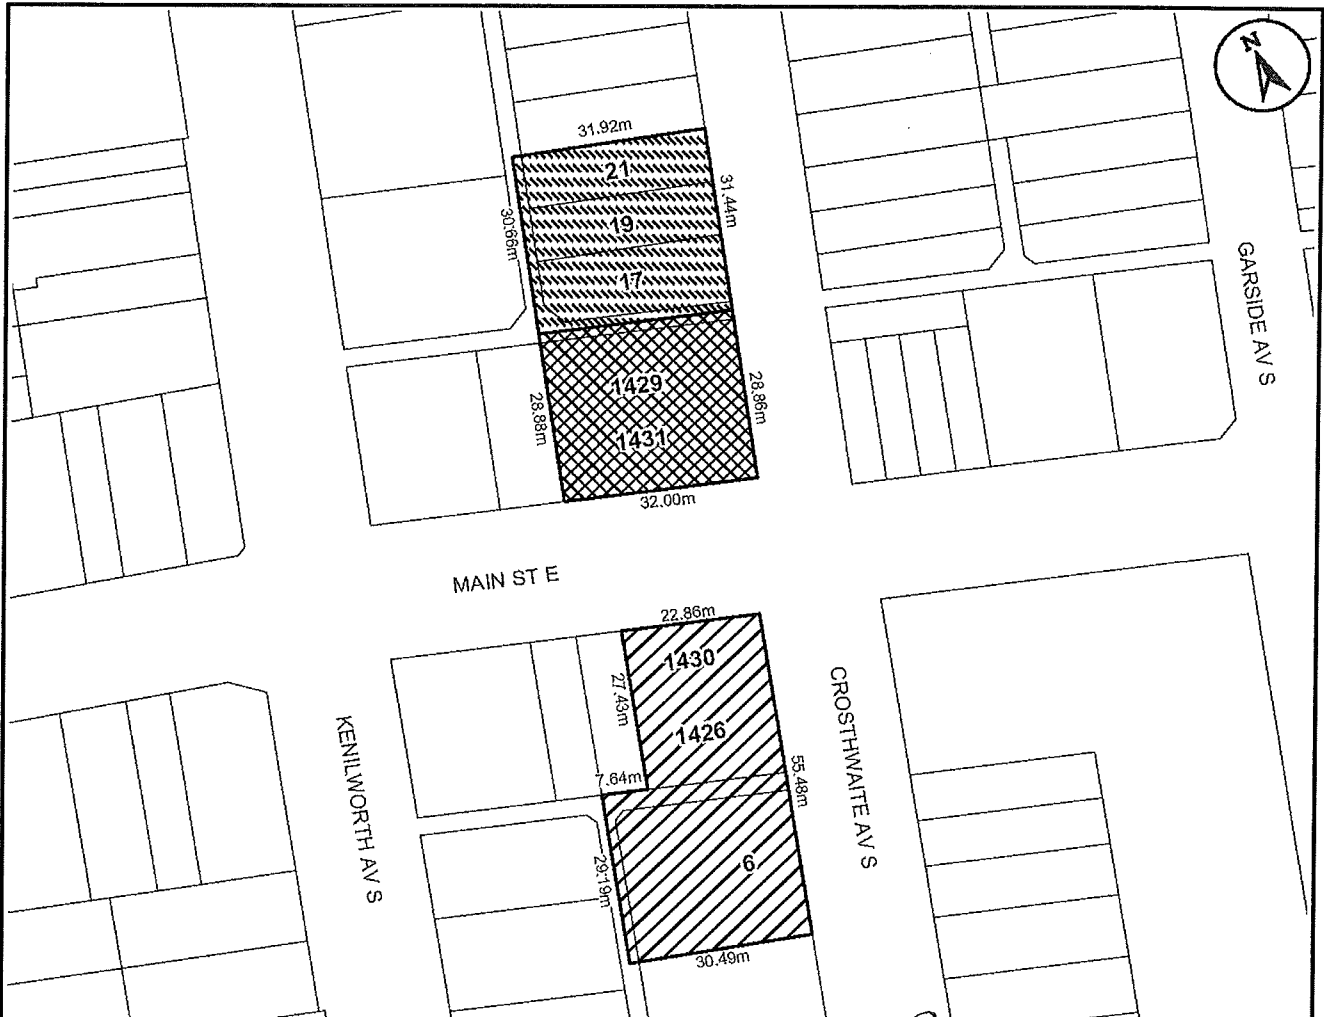 N
31.92m
21
31.44m
19
30.66m
17
GARSIDE AV S
1429
28.86m
28.88m
1431
32.00m
MAIN ST E
22.86m
1430
27.43m
CROSTHWAITE AV S
1426
KENILWORTH AV S
7.64m
55.48m
6
29.19m
30.49m